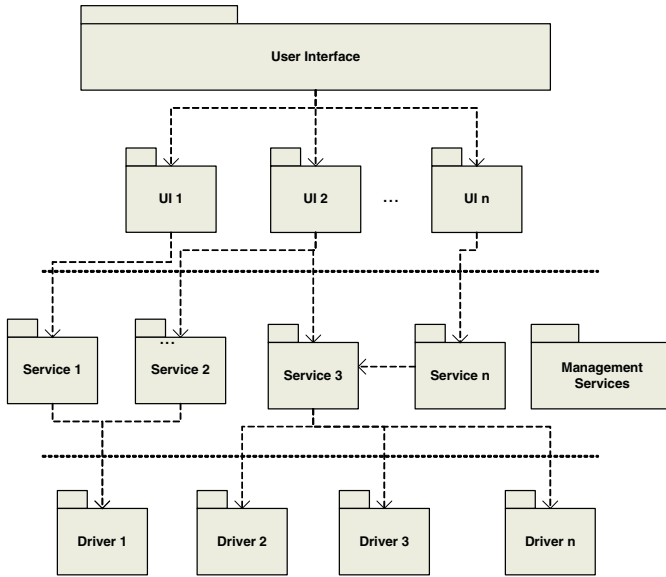 User Interface
UI 1
UI 2
...
UI n
...
Service 1
Service 2
Service 3
Service n
Management
Services
Driver 1
Driver 2
Driver 3
Driver n